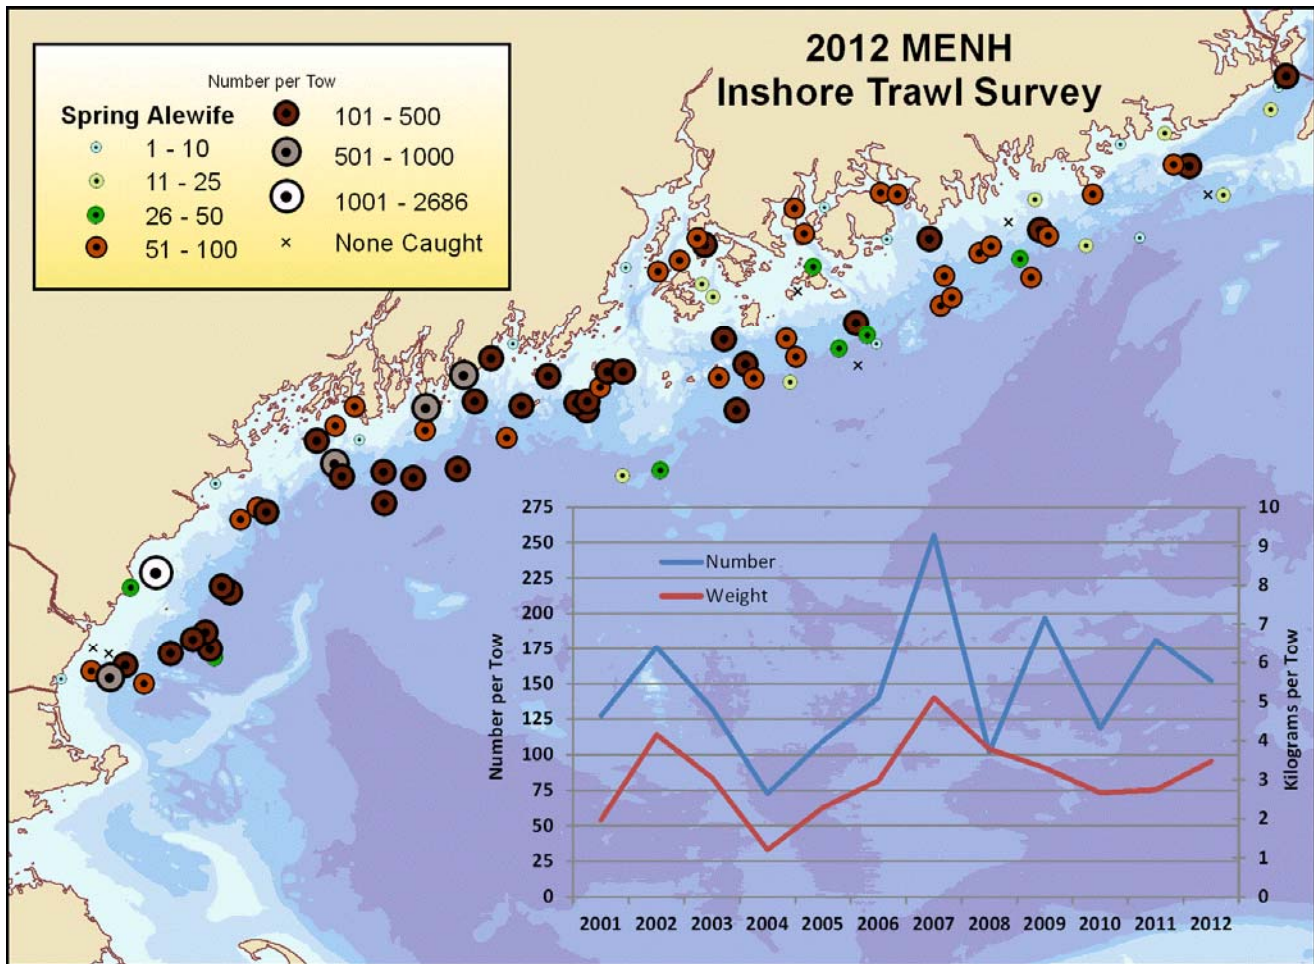 2012 MENH
Inshore Trawl Survey
Number per Tow
Spring Alewife
1 - 10
11 - 25
26 - 50
51 - 100
101 - 500
501 - 1000
1001 - 2686
× None Caught
Number
Weight
Number per Tow
275
250
225
200
175
150
125
100
75
50
25
0
10
9
8
7
6
5
4
3
2
1
0
Kilograms per Tow
2001 2002 2003 2004 2005 2006 2007 2008 2009 2010 2011 2012